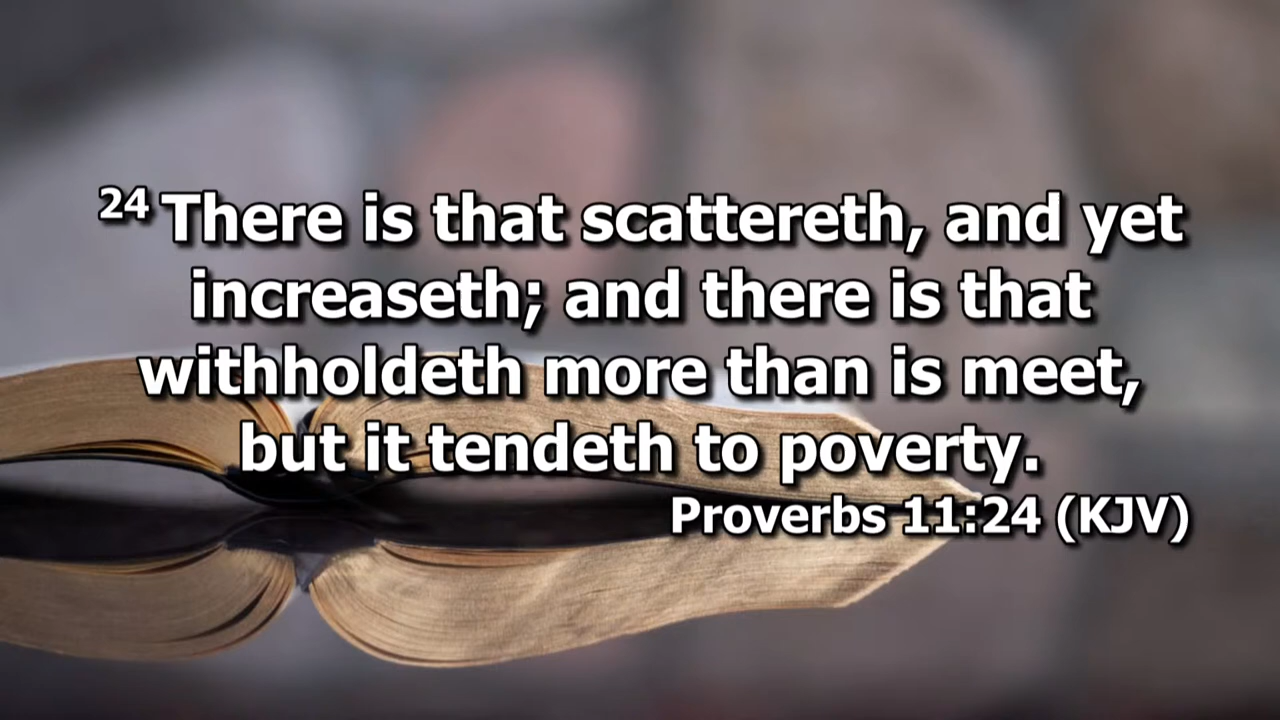 24 There is that scattereth, and yet
increaseth; and there is that
withholdeth more than is meet,
but it tendeth to poverty.
Proverbs 11:24 (KJV)